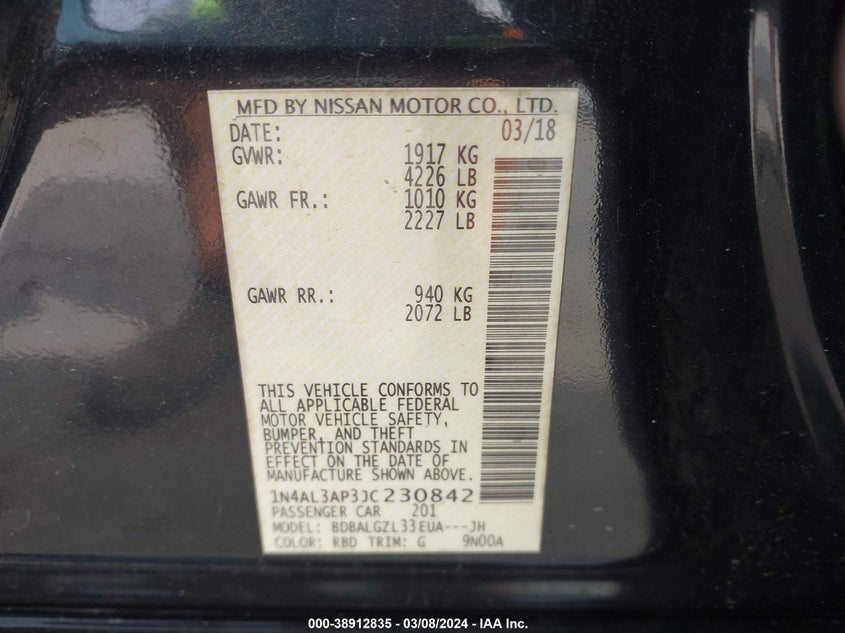 MFD BY NISSAN MOTOR CO., LTD.
DATE: 03/18
GVWR: 1917 KG
4226 LB
GAWR FR.: 1010 KG
2227 LB
GAWR RR.: 940 KG
2072 LB
THIS VEHICLE CONFORMS TO
ALL APPLICABLE FEDERAL
MOTOR VEHICLE SAFETY,
BUMPER, AND THEFT
PREVENTION STANDARDS IN
EFFECT ON THE DATE OF
MANUFACTURE SHOWN ABOVE.
1N4AL3AP3JC230842
PASSENGER CAR 201
MODEL: BDBALGZL33EUA---JH
COLOR: RBD TRIM: G 9N00A
000-38912835 - 03/08/2024 - IAA Inc.